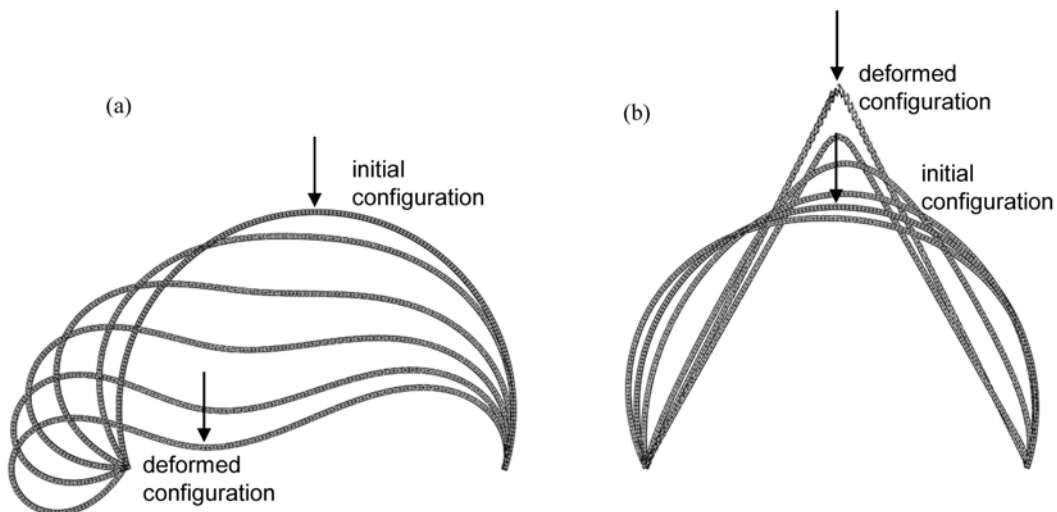 (a)
initial
configuration
deformed
configuration
deformed
configuration
(b)
initial
configuration